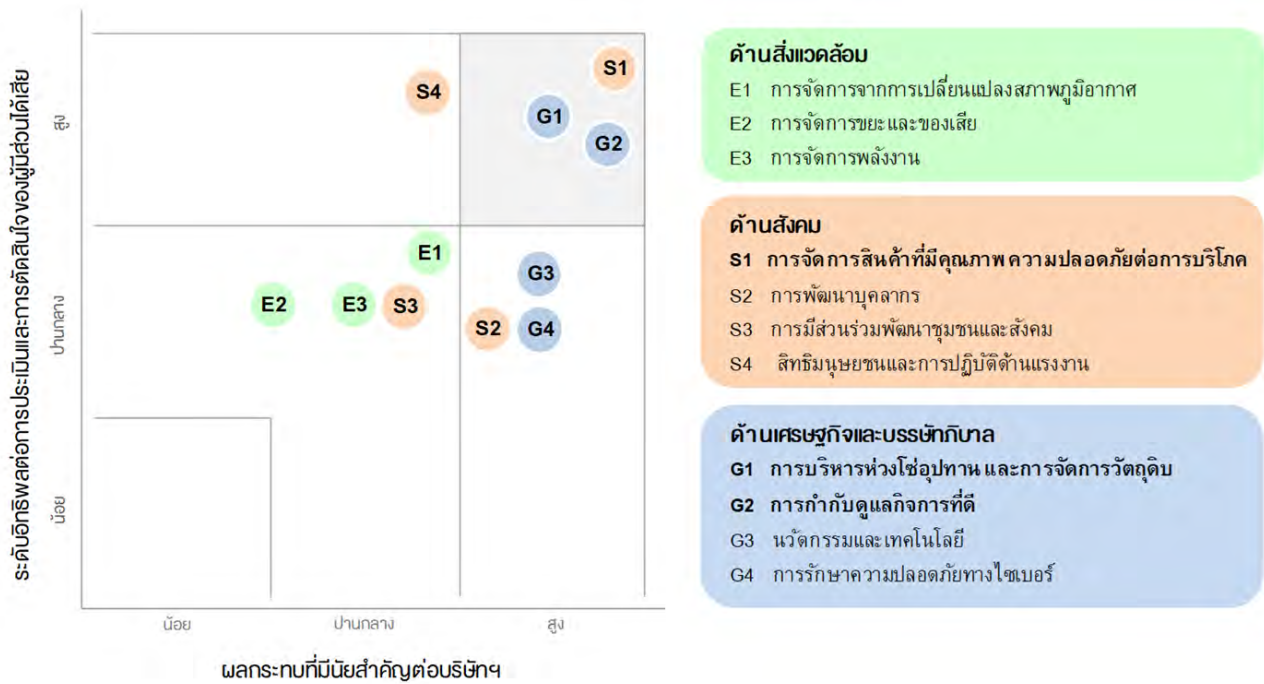 ระดับอิทธิพลต่อการประเมินและการตัดสินใจของผู้มีส่วนได้เสีย
สูง
ปานกลาง
น้อย
S1
S4
G1
G2
E1
G3
E2
E3
S3
S2
G4
น้อย
ปานกลาง
สูง
ผลกระทบที่มีนัยสำคัญต่อบริษัทฯ
ด้านสิ่งแวดล้อม
E1 การจัดการจากการเปลี่ยนแปลงสภาพภูมิอากาศ
E2 การจัดการขยะและของเสีย
E3 การจัดการพลังงาน
ด้านสังคม
S1 การจัดการสินค้าที่มีคุณภาพ ความปลอดภัยต่อการบริโภค
S2 การพัฒนาบุคลากร
S3 การมีส่วนร่วมพัฒนาชุมชนและสังคม
S4 สิทธิมนุษยชนและการปฏิบัติด้านแรงงาน
ด้านเศรษฐกิจและบรรษัทภิบาล
G1 การบริหารห่วงโซ่อุปทาน และการจัดการวัตถุดิบ
G2 การกำกับดูแลกิจการที่ดี
G3 นวัตกรรมและเทคโนโลยี
G4 การรักษาความปลอดภัยทางไซเบอร์